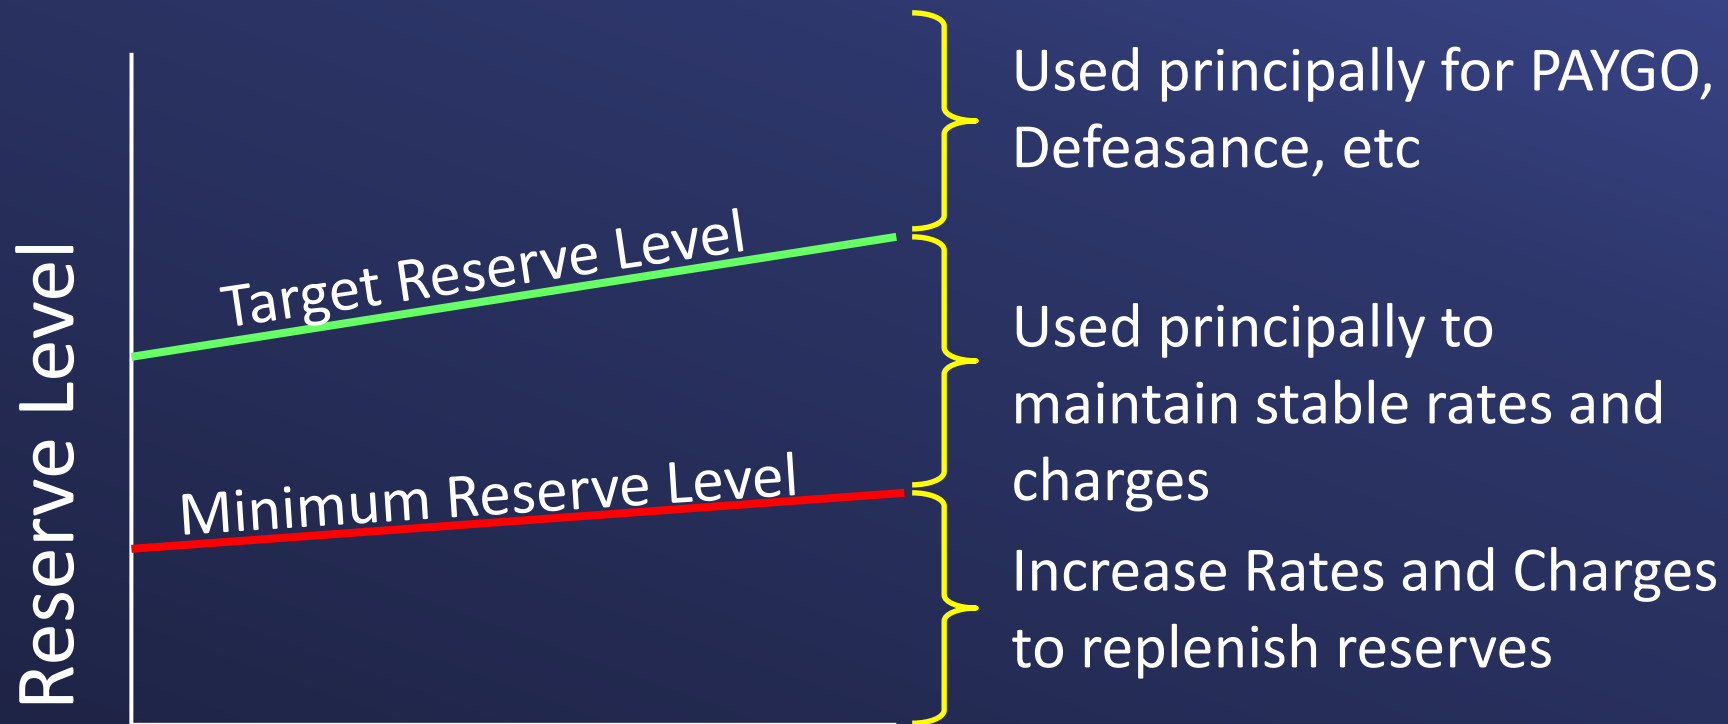 Reserve Level
Target Reserve Level
Minimum Reserve Level
Used principally for PAYGO,
Defeasance, etc
Used principally to
maintain stable rates and
charges
Increase Rates and Charges
to replenish reserves